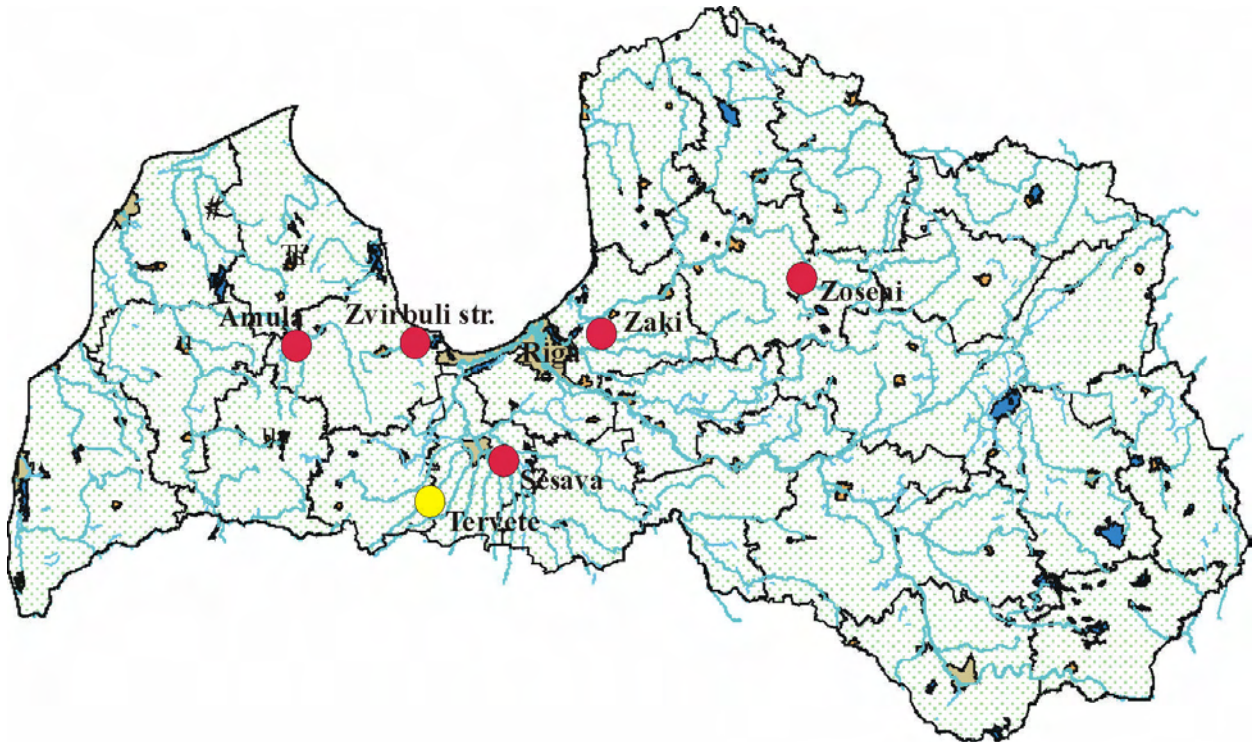 Zoseni
Zvirbuli str.
Amula
Zaki
Riga
Sesava
Tervete